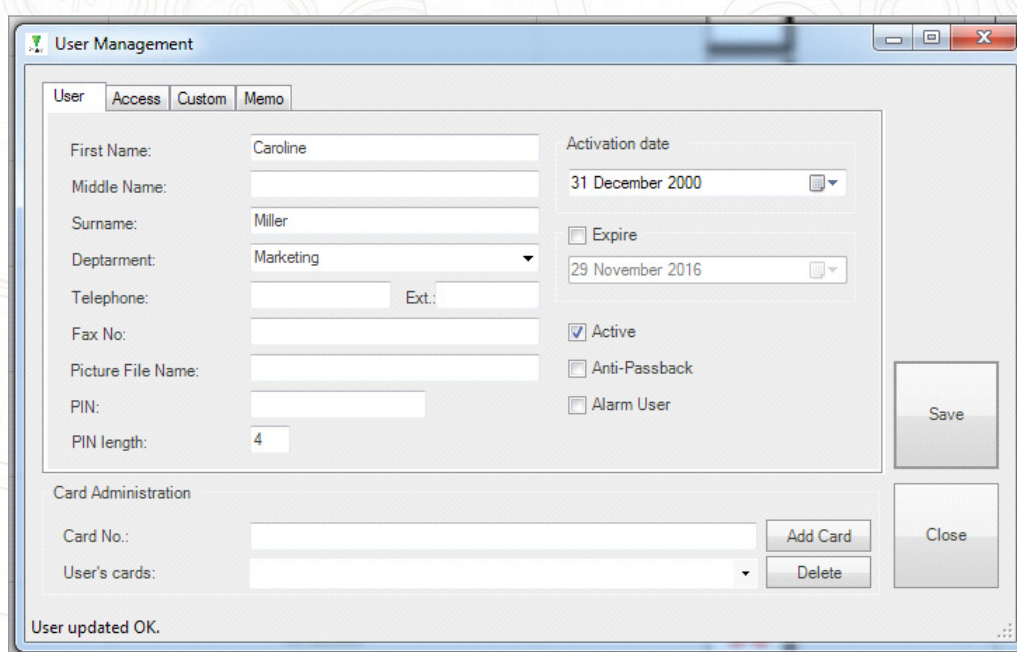 User Management
User Access Custom Memo
First Name: Caroline
Middle Name:
Surname: Miller
Deptarment: Marketing
Telephone: Ext.:
Fax No:
Picture File Name:
PIN:
PIN length: 4
Activation date
31 December 2000
Expire
29 November 2016
Active
Anti-Passback
Alarm User
Save
Card Administration
Card No.: Add Card
User's cards: Delete
Close
User updated OK.